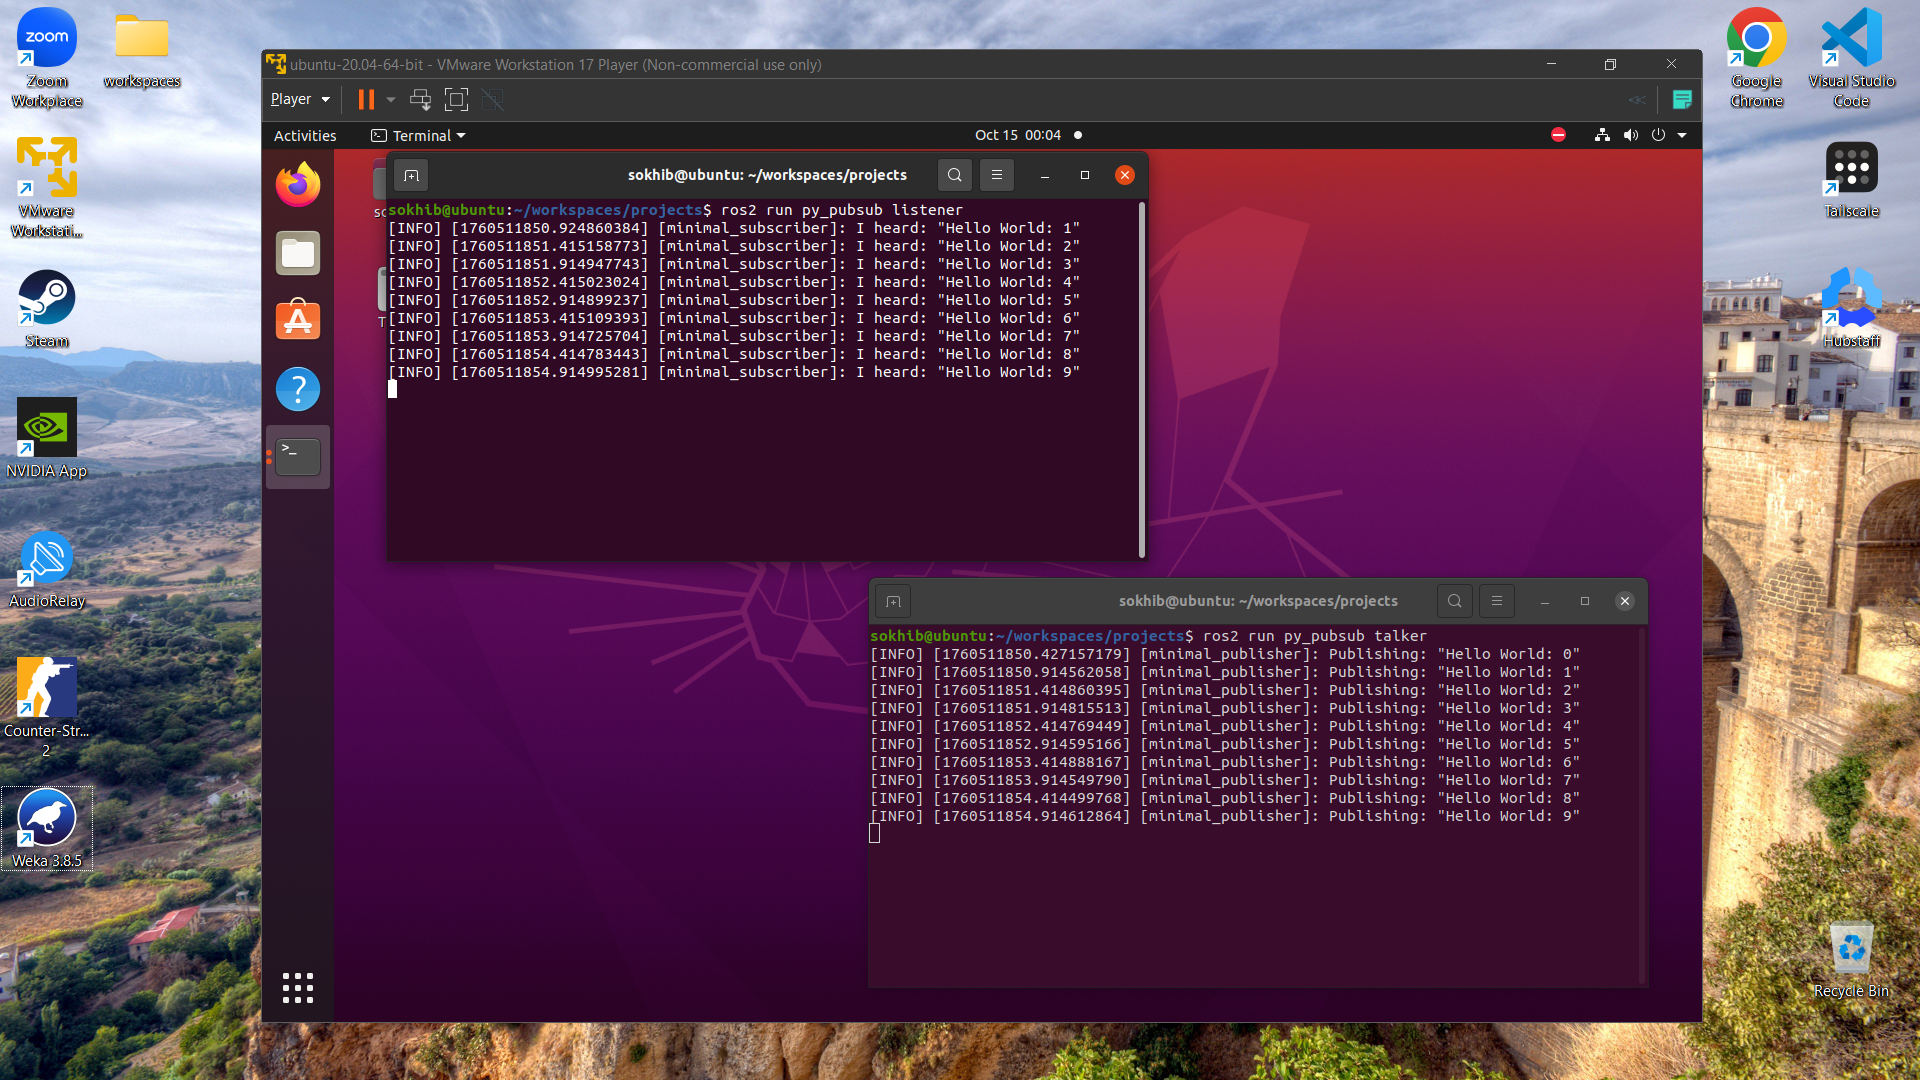 zoom
Zoom
Workplace
workspaces
VMware
Workstati...
Steam
NVIDIA App
AudioRelay
Counter-Str...
2
Weka 3.8.5
ubuntu-20.04-64-bit - VMware Workstation 17 Player (Non-commercial use only)
Player
Activities
Terminal
Oct 15 00:04
sokhib@ubuntu: ~/workspaces/projects
sokhib@ubuntu:~/workspaces/projects$ ros2 run py_pubsub listener
[INFO] [1760511850.924860384] [minimal_subscriber]: I heard: "Hello World: 1"
[INFO] [1760511851.415158773] [minimal_subscriber]: I heard: "Hello World: 2"
[INFO] [1760511851.914947743] [minimal_subscriber]: I heard: "Hello World: 3"
[INFO] [1760511852.415023024] [minimal_subscriber]: I heard: "Hello World: 4"
[INFO] [1760511852.914899237] [minimal_subscriber]: I heard: "Hello World: 5"
[INFO] [1760511853.415109393] [minimal_subscriber]: I heard: "Hello World: 6"
[INFO] [1760511853.914725704] [minimal_subscriber]: I heard: "Hello World: 7"
[INFO] [1760511854.414783443] [minimal_subscriber]: I heard: "Hello World: 8"
[INFO] [1760511854.914995281] [minimal_subscriber]: I heard: "Hello World: 9"
sokhib@ubuntu: ~/workspaces/projects
sokhib@ubuntu:~/workspaces/projects$ ros2 run py_pubsub talker
[INFO] [1760511850.427157179] [minimal_publisher]: Publishing: "Hello World: 0"
[INFO] [1760511850.914562058] [minimal_publisher]: Publishing: "Hello World: 1"
[INFO] [1760511851.414860395] [minimal_publisher]: Publishing: "Hello World: 2"
[INFO] [1760511851.914815513] [minimal_publisher]: Publishing: "Hello World: 3"
[INFO] [1760511852.414769449] [minimal_publisher]: Publishing: "Hello World: 4"
[INFO] [1760511852.914595166] [minimal_publisher]: Publishing: "Hello World: 5"
[INFO] [1760511853.414888167] [minimal_publisher]: Publishing: "Hello World: 6"
[INFO] [1760511853.914549790] [minimal_publisher]: Publishing: "Hello World: 7"
[INFO] [1760511854.414499768] [minimal_publisher]: Publishing: "Hello World: 8"
[INFO] [1760511854.914612864] [minimal_publisher]: Publishing: "Hello World: 9"
Google
Chrome
Visual Studio
Code
Tailscale
Hubstaff
Recycle Bin